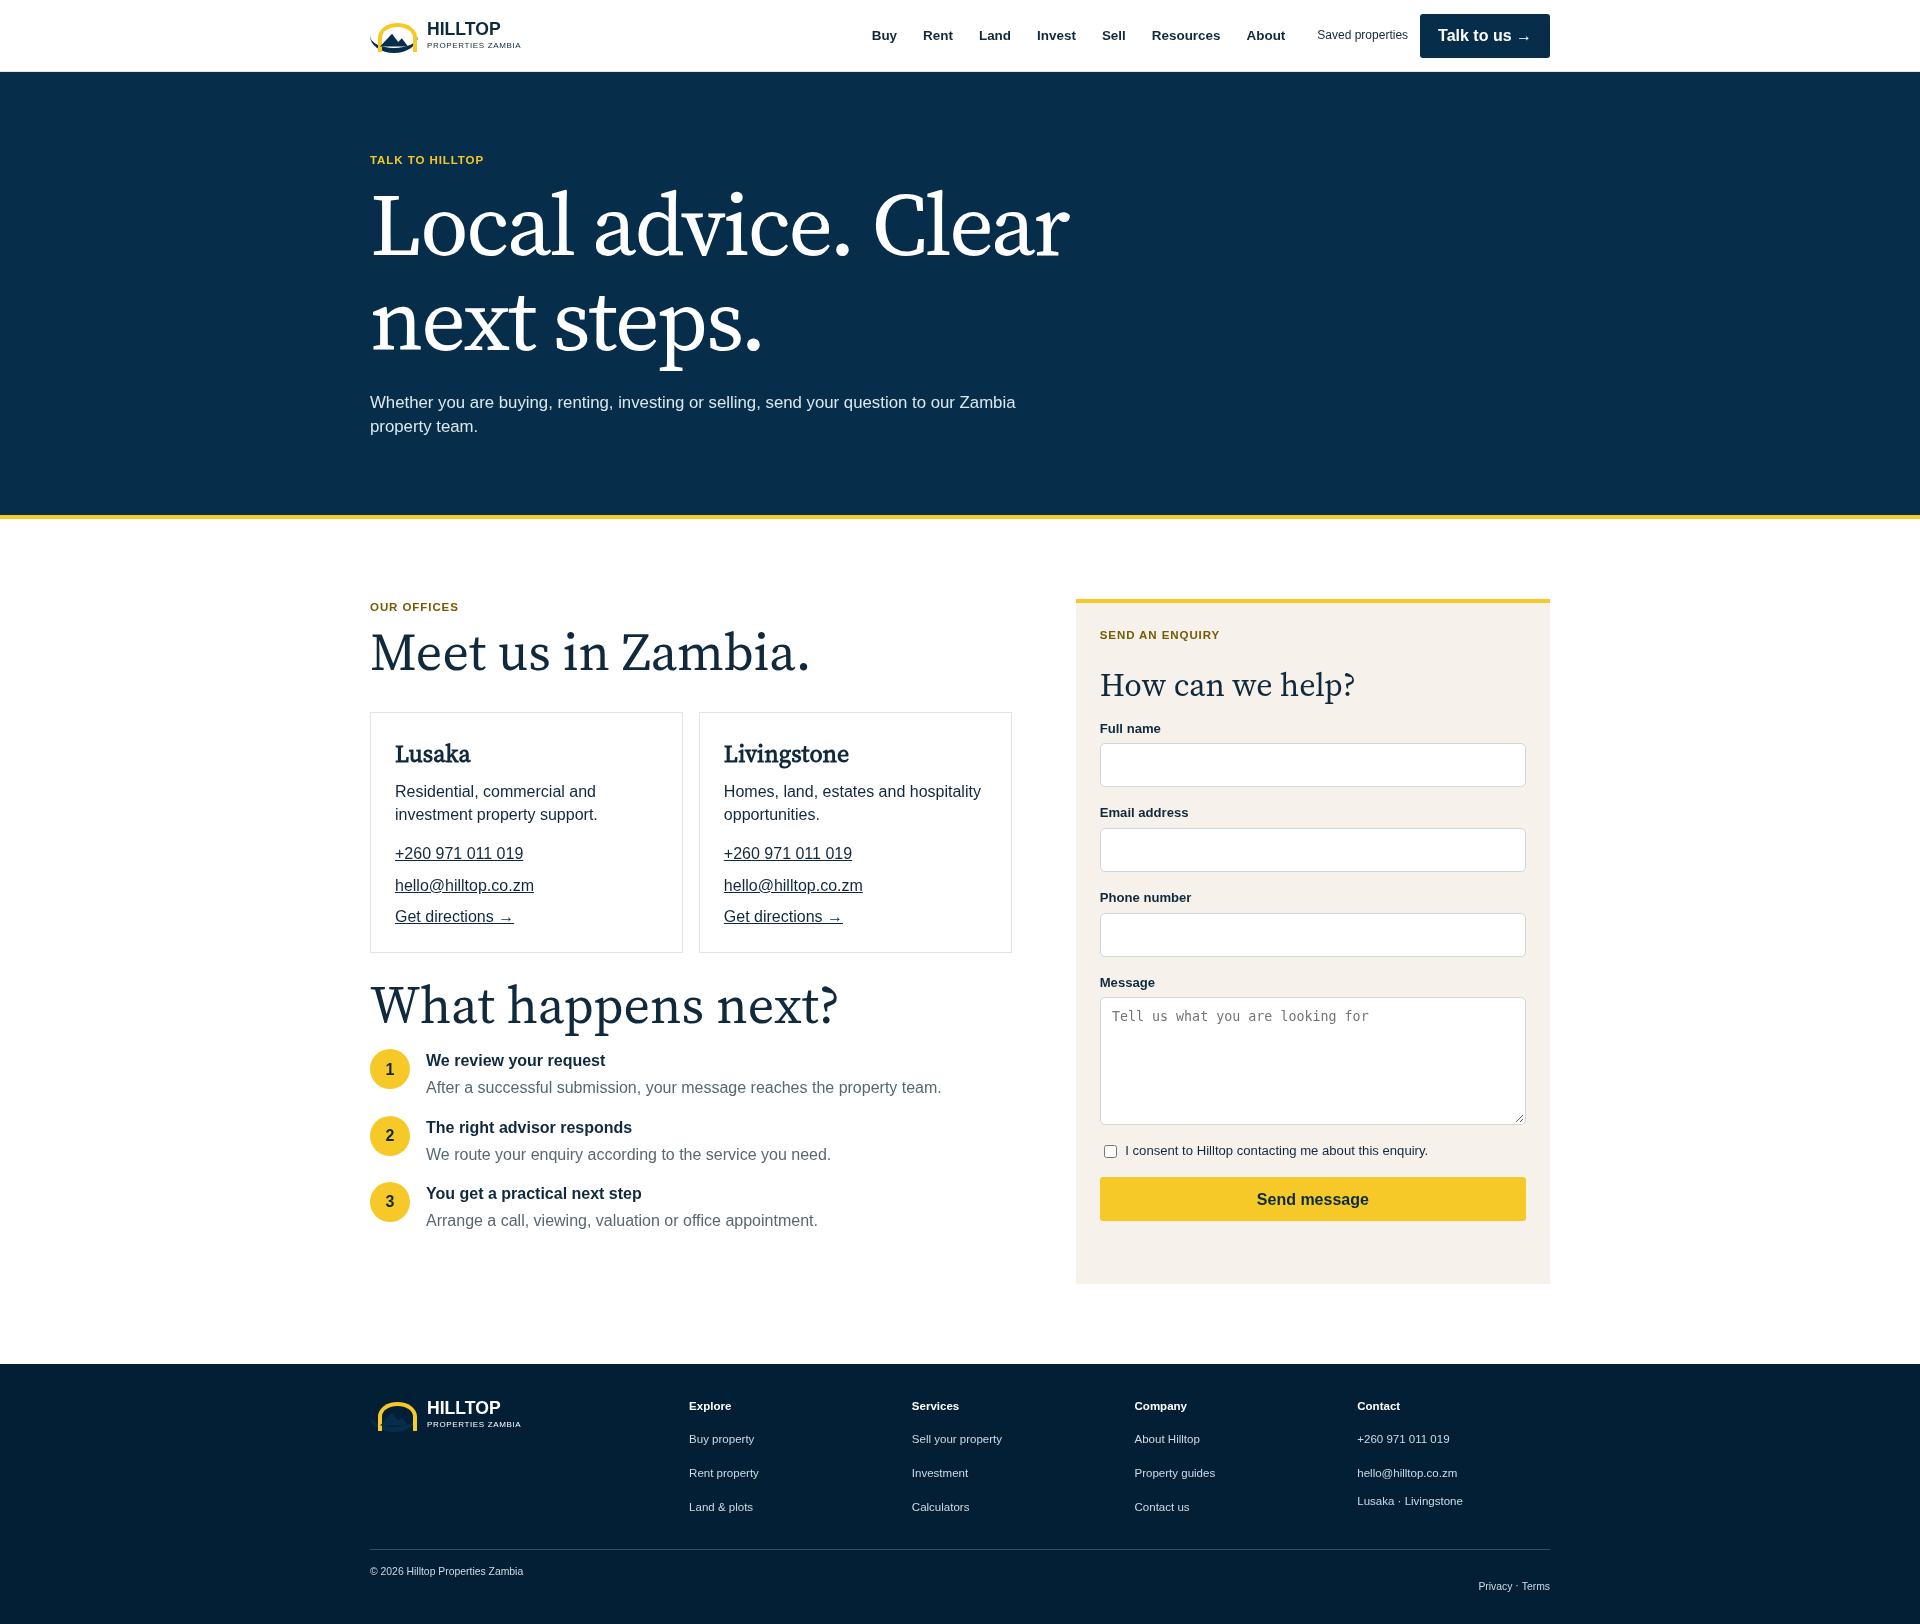 HILLTOP
PROPERTIES ZAMBIA
Buy Rent Land Invest Sell Resources About Saved properties Talk to us →
TALK TO HILLTOP
Local advice. Clear
next steps.
Whether you are buying, renting, investing or selling, send your question to our Zambia
property team.
OUR OFFICES
Meet us in Zambia.
Lusaka
Residential, commercial and
investment property support.
+260 971 011 019
hello@hilltop.co.zm
Get directions →
Livingstone
Homes, land, estates and hospitality
opportunities.
+260 971 011 019
hello@hilltop.co.zm
Get directions →
What happens next?
1
We review your request
After a successful submission, your message reaches the property team.
2
The right advisor responds
We route your enquiry according to the service you need.
3
You get a practical next step
Arrange a call, viewing, valuation or office appointment.
SEND AN ENQUIRY
How can we help?
Full name
Email address
Phone number
Message
Tell us what you are looking for
I consent to Hilltop contacting me about this enquiry.
Send message
HILLTOP
PROPERTIES ZAMBIA
Explore
Buy property
Rent property
Land & plots
Services
Sell your property
Investment
Calculators
Company
About Hilltop
Property guides
Contact us
Contact
+260 971 011 019
hello@hilltop.co.zm
Lusaka · Livingstone
© 2026 Hilltop Properties Zambia
Privacy · Terms